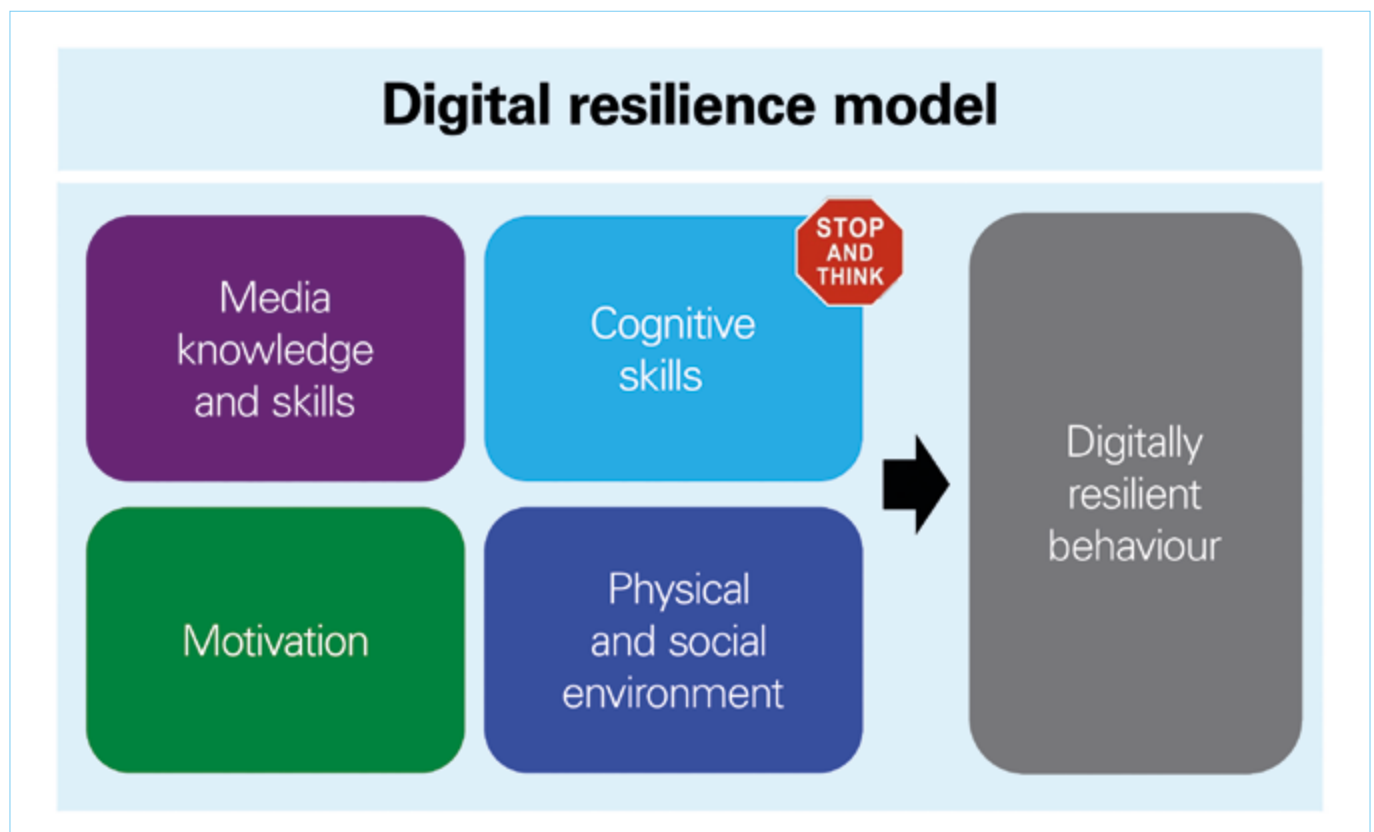 Digital resilience model
Media
knowledge
and skills
Cognitive
skills
STOP
AND
THINK
Motivation
Physical
and social
environment
Digitally
resilient
behaviour